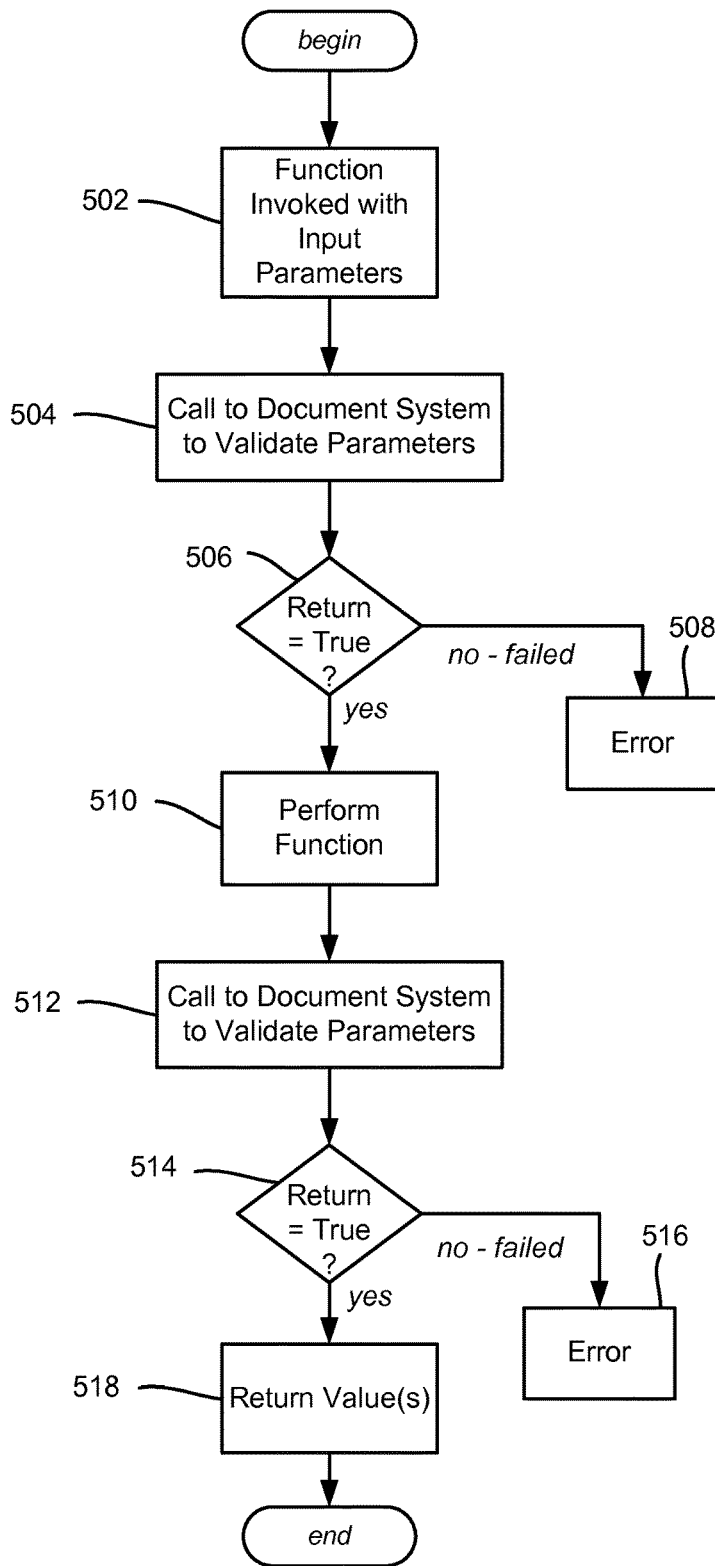 begin
502
Function
Invoked with
Input
Parameters
504
Call to Document System
to Validate Parameters
506
Return
= True
?
no - failed
508
yes
Error
510
Perform
Function
512
Call to Document System
to Validate Parameters
514
Return
= True
?
no - failed
516
yes
Error
518
Return Value(s)
end